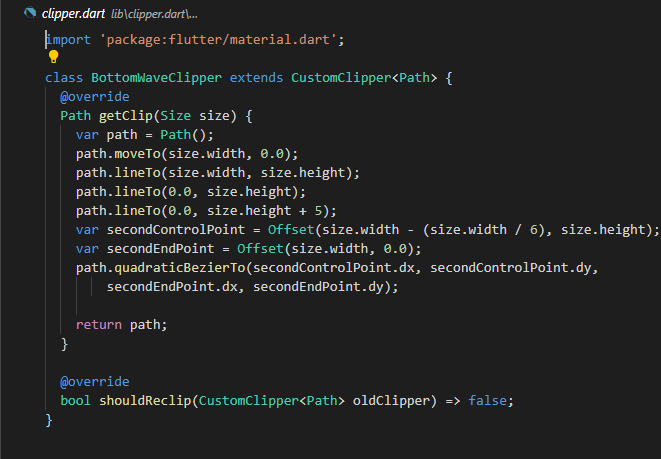 clipper.dart lib\clipper.dart\...
import 'package:flutter/material.dart';
class BottomWaveClipper extends CustomClipper<Path> {
@override
Path getClip(Size size) {
var path = Path();
path.moveTo(size.width, 0.0);
path.lineTo(size.width, size.height);
path.lineTo(0.0, size.height);
path.lineTo(0.0, size.height + 5);
var secondControlPoint = Offset(size.width - (size.width / 6), size.height);
var secondEndPoint = Offset(size.width, 0.0);
path.quadraticBezierTo(secondControlPoint.dx, secondControlPoint.dy,
secondEndPoint.dx, secondEndPoint.dy);
return path;
}
@override
bool shouldReclip(CustomClipper<Path> oldClipper) => false;
}